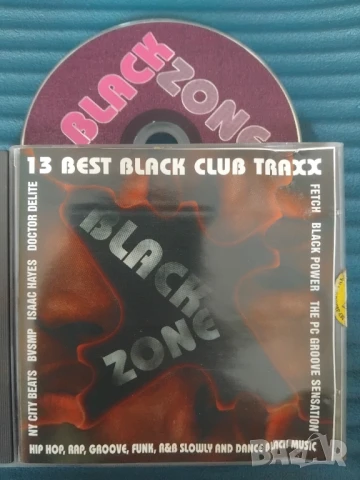 BLACK ZONE
13 BEST BLACK CLUB TRAXX
NY CITY BEATS BVSMP ISAAC HAYES DOCTOR DELITE
BLACK
ZONE
FETCH BLACK POWER THE PC GROOVE SENSATION
HIP HOP, RAP, GROOVE, FUNK, R&B SLOWLY AND DANCE BLACK MUSIC
BAZAR